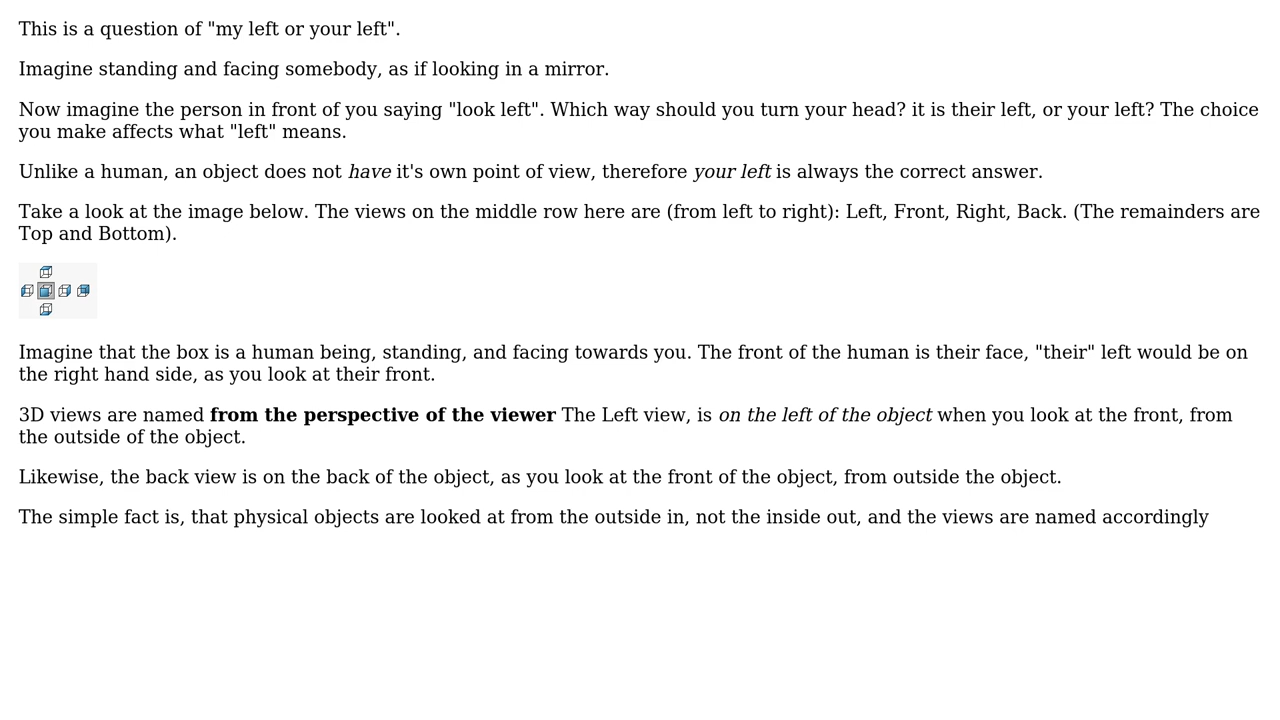 This is a question of "my left or your left".
Imagine standing and facing somebody, as if looking in a mirror.
Now imagine the person in front of you saying "look left". Which way should you turn your head? it is their left, or your left? The choice
you make affects what "left" means.
Unlike a human, an object does not have it's own point of view, therefore your left is always the correct answer.
Take a look at the image below. The views on the middle row here are (from left to right): Left, Front, Right, Back. (The remainders are
Top and Bottom).
Imagine that the box is a human being, standing, and facing towards you. The front of the human is their face, "their" left would be on
the right hand side, as you look at their front.
3D views are named from the perspective of the viewer The Left view, is on the left of the object when you look at the front, from
the outside of the object.
Likewise, the back view is on the back of the object, as you look at the front of the object, from outside the object.
The simple fact is, that physical objects are looked at from the outside in, not the inside out, and the views are named accordingly